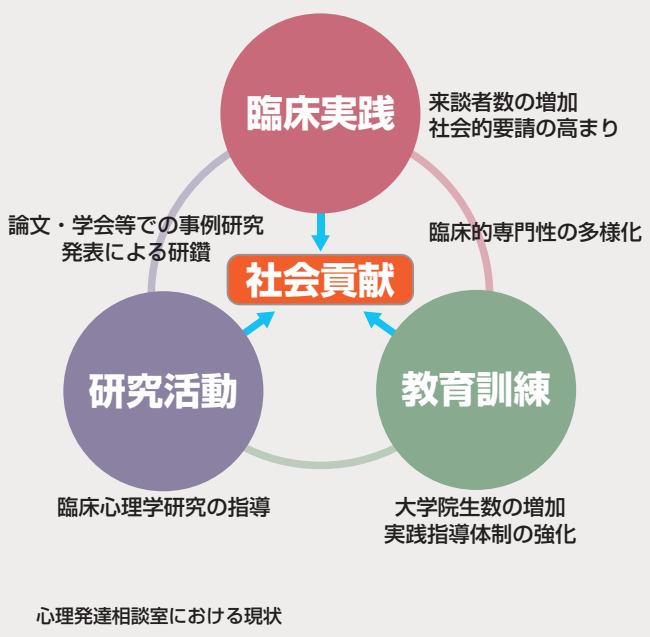 臨床実践
来談者数の増加
社会的要請の高まり
論文・学会等での事例研究
発表による研鑽
臨床的専門性の多様化
社会貢献
研究活動
教育訓練
臨床心理学研究の指導
大学院生数の増加
実践指導体制の強化
心理発達相談室における現状